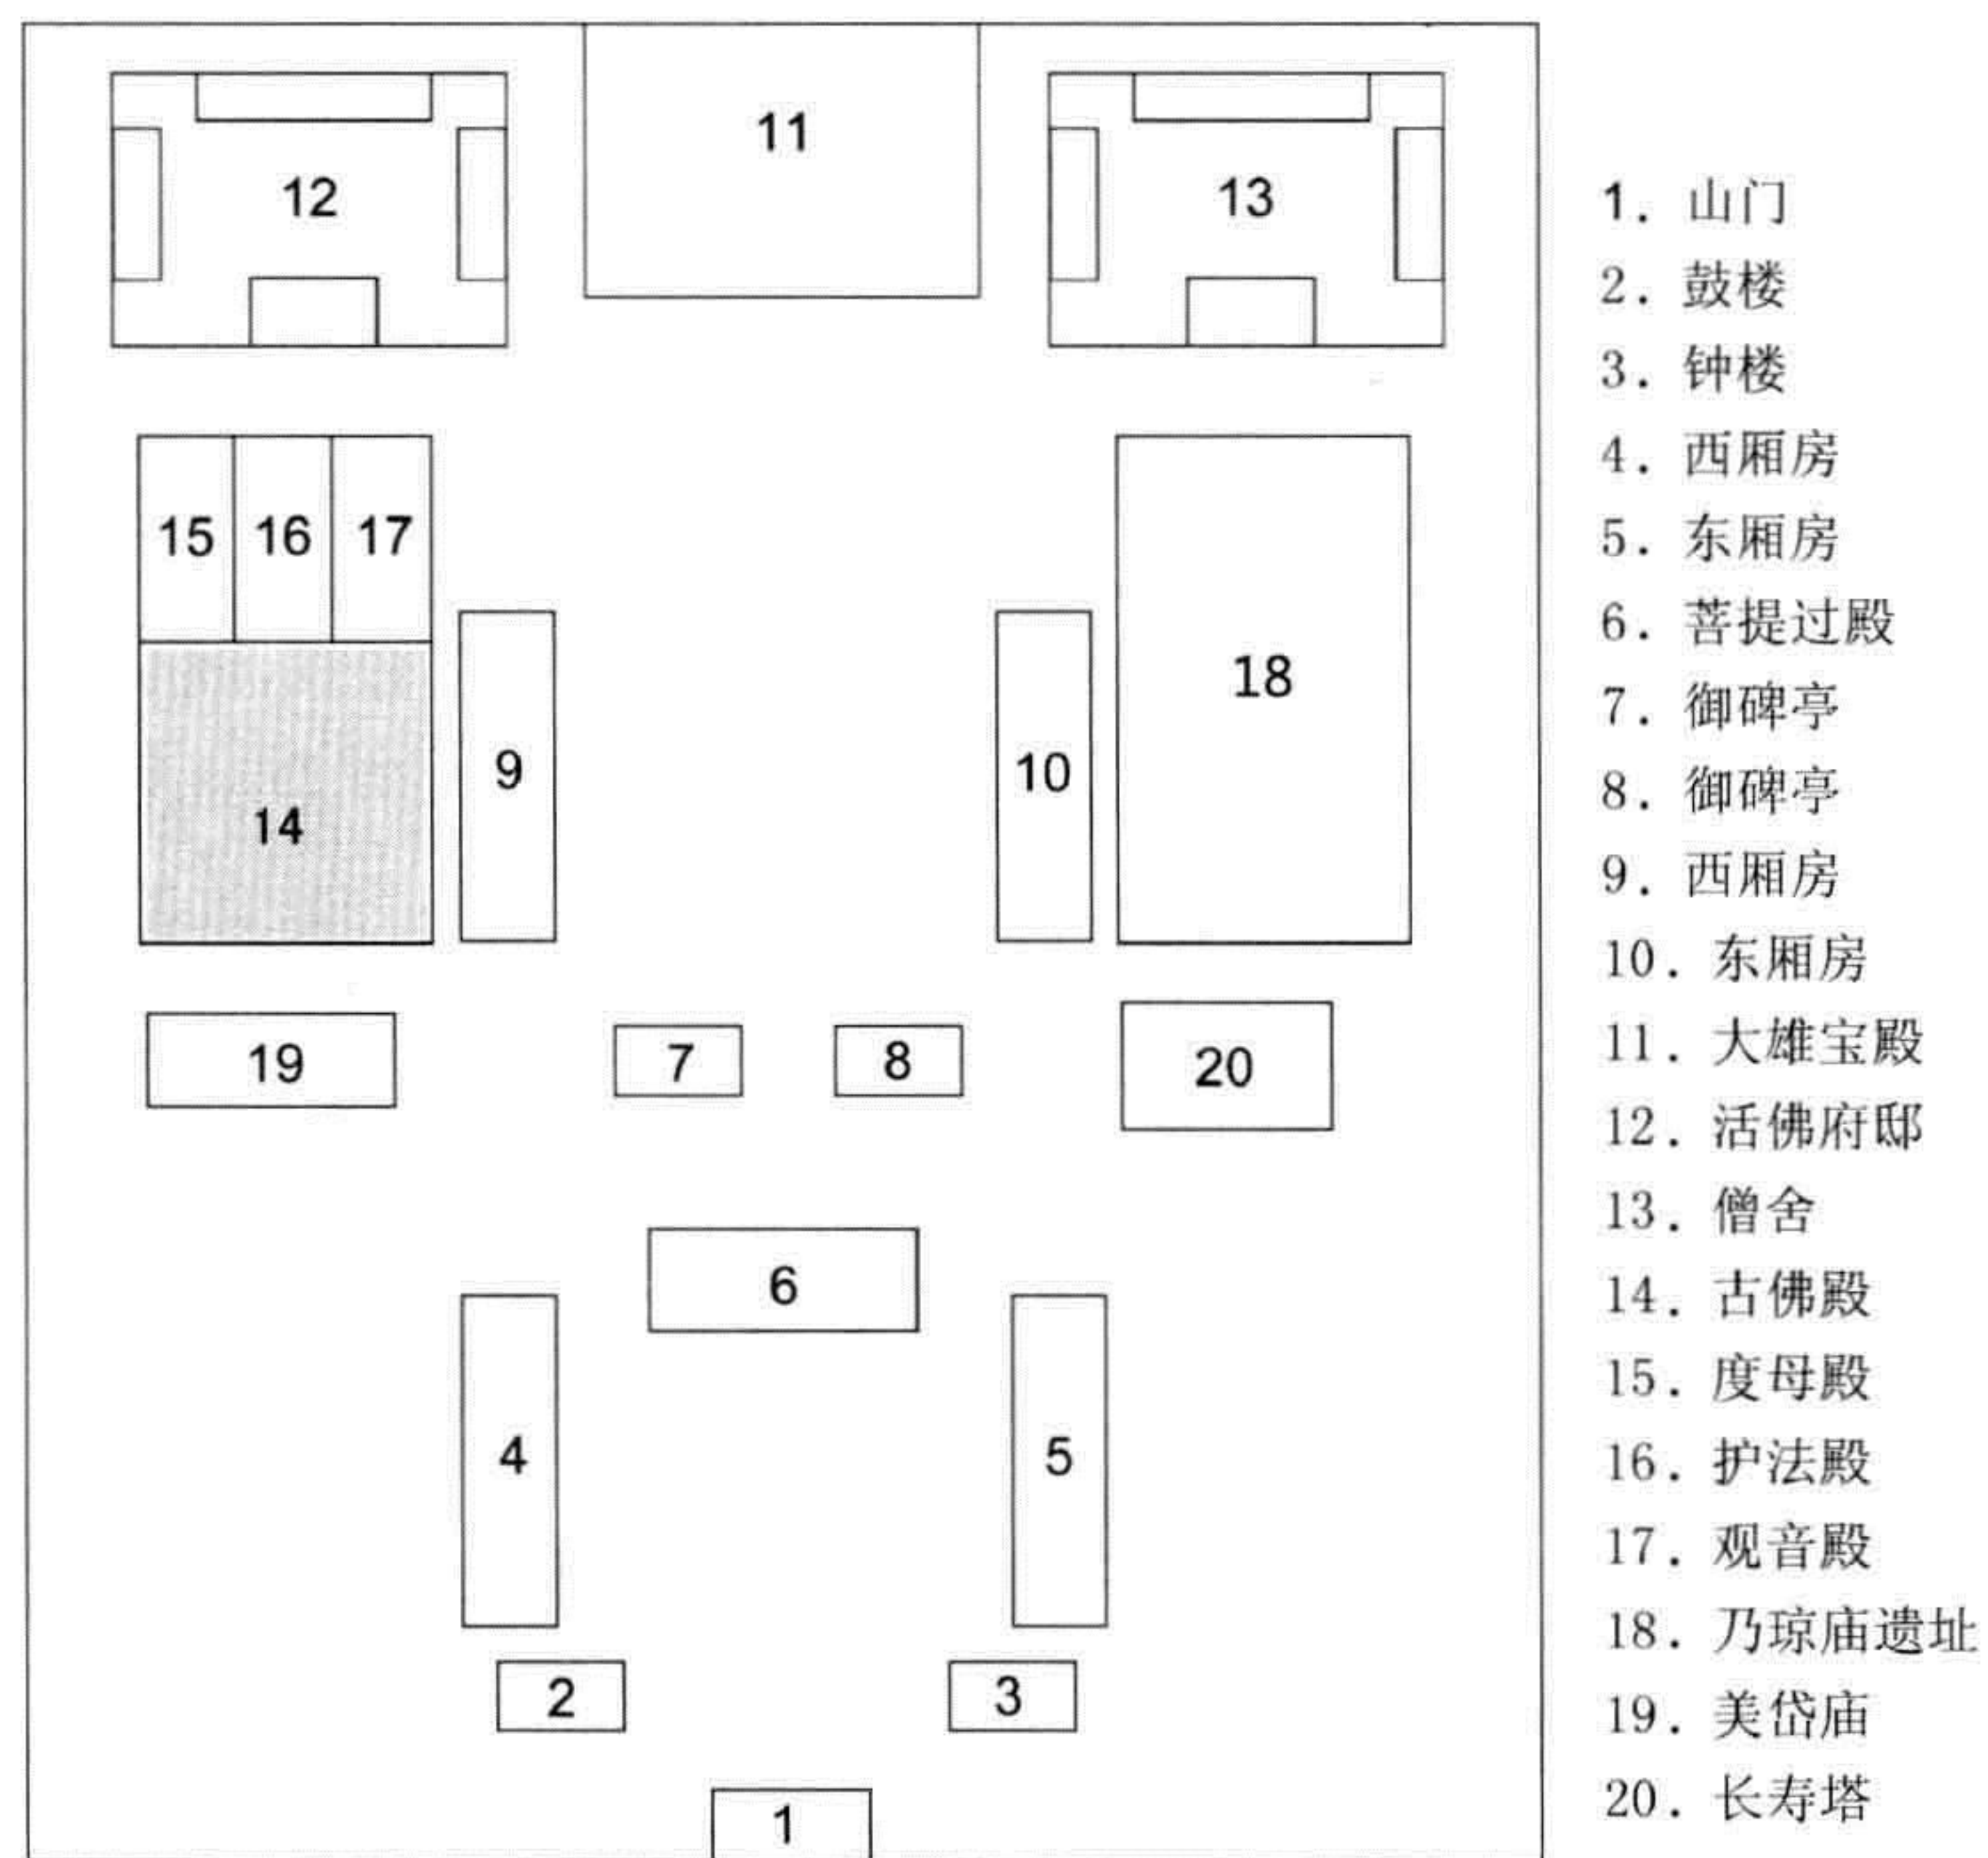 11
12
13
15
16
17
18
9
10
14
19
7
8
20
6
4
5
2
3
1
1. 山门
2. 鼓楼
3. 钟楼
4. 西厢房
5. 东厢房
6. 菩提过殿
7. 御碑亭
8. 御碑亭
9. 西厢房
10. 东厢房
11. 大雄宝殿
12. 活佛府邸
13. 僧舍
14. 古佛殿
15. 度母殿
16. 护法殿
17. 观音殿
18. 乃琼庙遗址
19. 美岱庙
20. 长寿塔